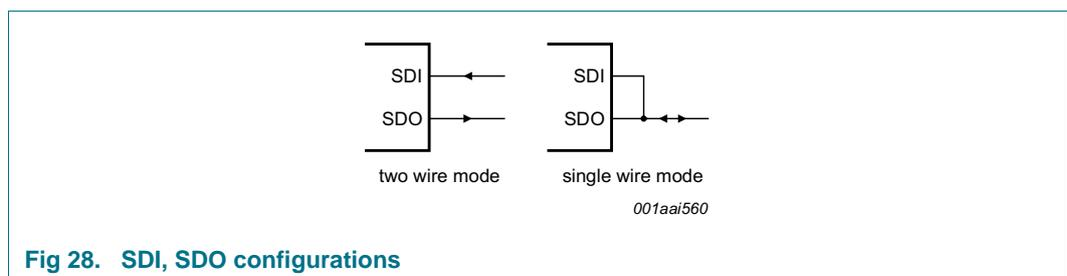 SDI
SDO
two wire mode
SDI
SDO
single wire mode
001aai560
Fig 28. SDI, SDO configurations